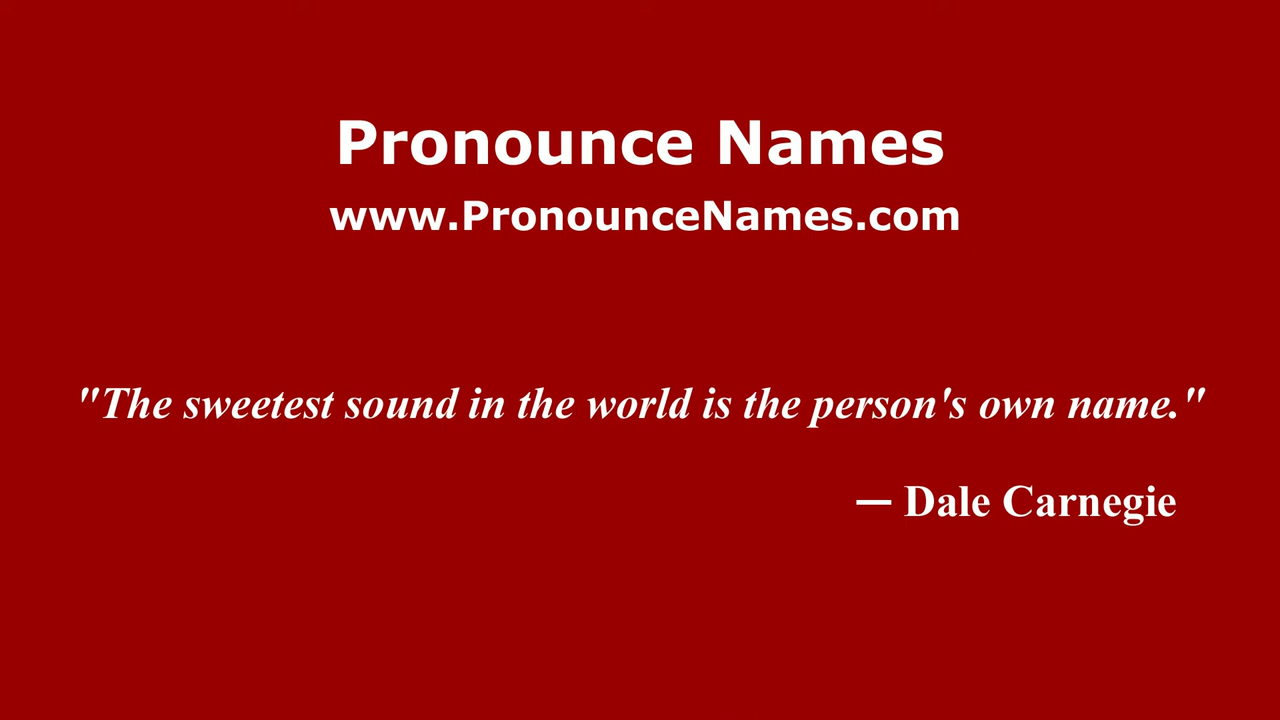 Pronounce Names
www.PronounceNames.com
"The sweetest sound in the world is the person's own name."
— Dale Carnegie